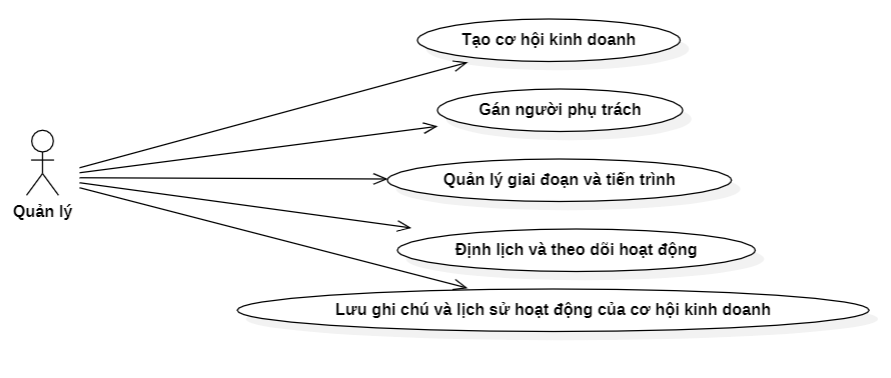 Tạo cơ hội kinh doanh
Gán người phụ trách
Quản lý giai đoạn và tiến trình
Quản lý
Định lịch và theo dõi hoạt động
Lưu ghi chú và lịch sử hoạt động của cơ hội kinh doanh